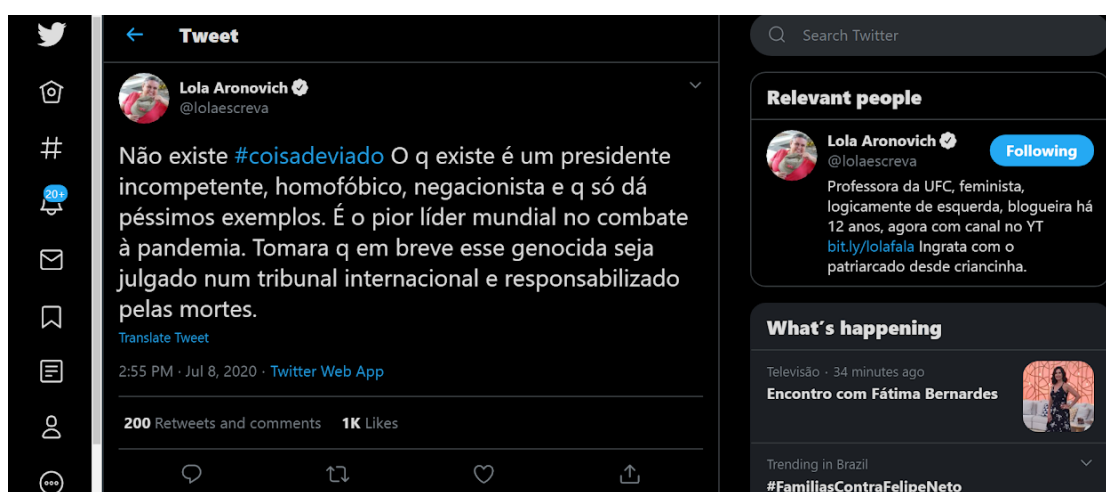 Tweet
Lola Aronovich
@lolaescreva
Não existe #coisadeviado O q existe é um presidente
incompetente, homofóbico, negacionista e q só dá
péssimos exemplos. É o pior líder mundial no combate
à pandemia. Tomara q em breve esse genocida seja
julgado num tribunal internacional e responsabilizado
pelas mortes.
Translate Tweet
2:55 PM · Jul 8, 2020 · Twitter Web App
200 Retweets and comments 1K Likes
20+
Search Twitter
Relevant people
Lola Aronovich
@lolaescreva
Following
Professora da UFC, feminista,
logicamente de esquerda, blogueira há
12 anos, agora com canal no YT
bit.ly/lolafala Ingrata com o
patriarcado desde criancinha.
What's happening
Televisão · 34 minutes ago
Encontro com Fátima Bernardes
Trending in Brazil
#FamiliasContraFelipeNeto